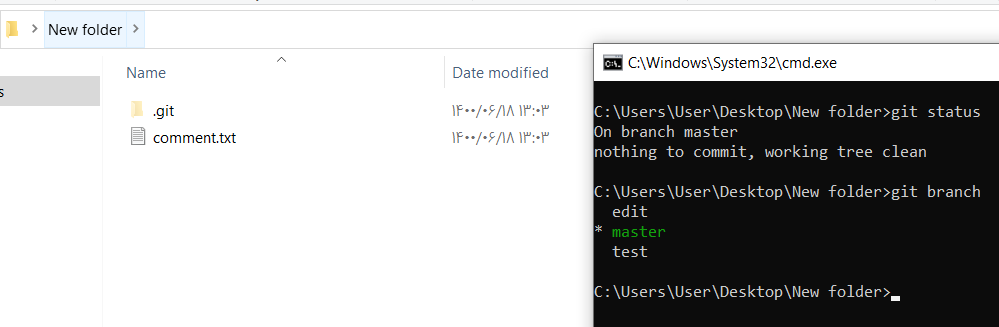 New folder
s
Name
Date modified
.git
۱۴۰۰/۰۶/۱۸ ۱۳:۰۳
comment.txt
۱۴۰۰/۰۶/۱۸ ۱۳:۰۳
C:\Windows\System32\cmd.exe
C:\Users\User\Desktop\New folder>git status
On branch master
nothing to commit, working tree clean
C:\Users\User\Desktop\New folder>git branch
edit
* master
test
C:\Users\User\Desktop\New folder>